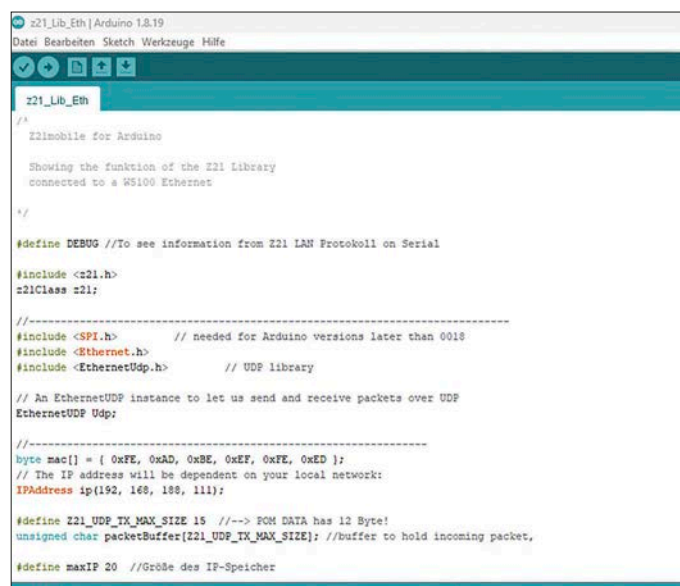 z21_Lib_Eth | Arduino 1.8.19
Datei Bearbeiten Sketch Werkzeuge Hilfe
z21_Lib_Eth
/*
Z21mobile for Arduino
Showing the funktion of the Z21 Library
connected to a W5100 Ethernet
*/
#define DEBUG //To see information from Z21 LAN Protokoll on Serial
#include <z21.h>
z21Class z21;
//--------------------------------------------------------------------------------
#include <SPI.h> // needed for Arduino versions later than 0018
#include <Ethernet.h>
#include <EthernetUdp.h> // UDP library
// An EthernetUDP instance to let us send and receive packets over UDP
EthernetUDP Udp;
//------------------------------------------------------------------
byte mac[] = { 0xFE, 0xAD, 0xBE, 0xEF, 0xFE, 0xED };
// The IP address will be dependent on your local network:
IPAddress ip(192, 168, 188, 111);
#define Z21_UDP_TX_MAX_SIZE 15 //--> POM DATA has 12 Byte!
unsigned char packetBuffer[Z21_UDP_TX_MAX_SIZE]; //buffer to hold incoming packet,
#define maxIP 20 //Größe des IP-Speicher